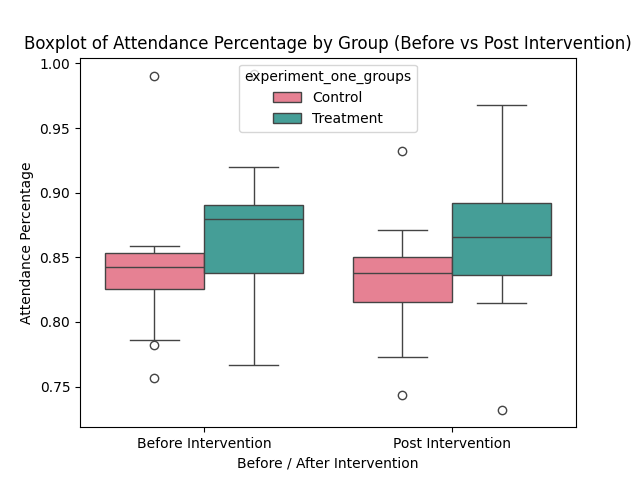 Boxplot of Attendance Percentage by Group (Before vs Post Intervention)
experiment_one_groups
Control
Treatment
Attendance Percentage
1.00
0.95
0.90
0.85
0.80
0.75
Before Intervention
Post Intervention
Before / After Intervention